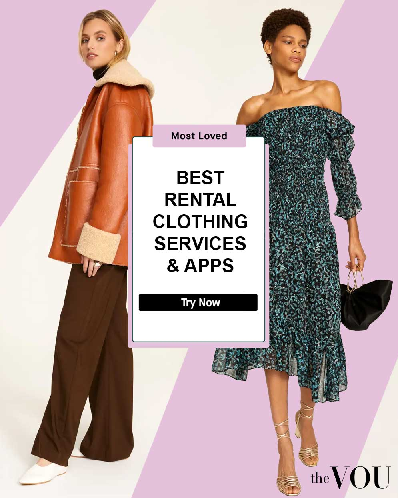 Most Loved
BEST
RENTAL
CLOTHING
SERVICES
& APPS
Try Now
the VOU